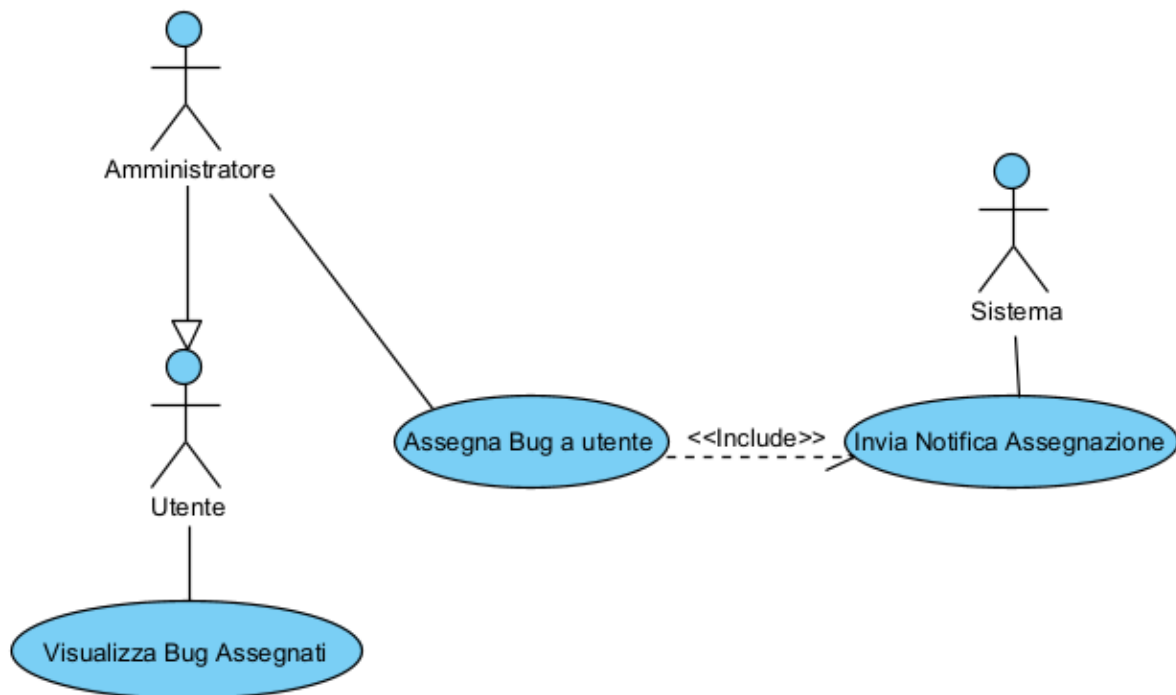 Amministratore
Sistema
Assegna Bug a utente
<<Include>>
Invia Notifica Assegnazione
Utente
Visualizza Bug Assegnati